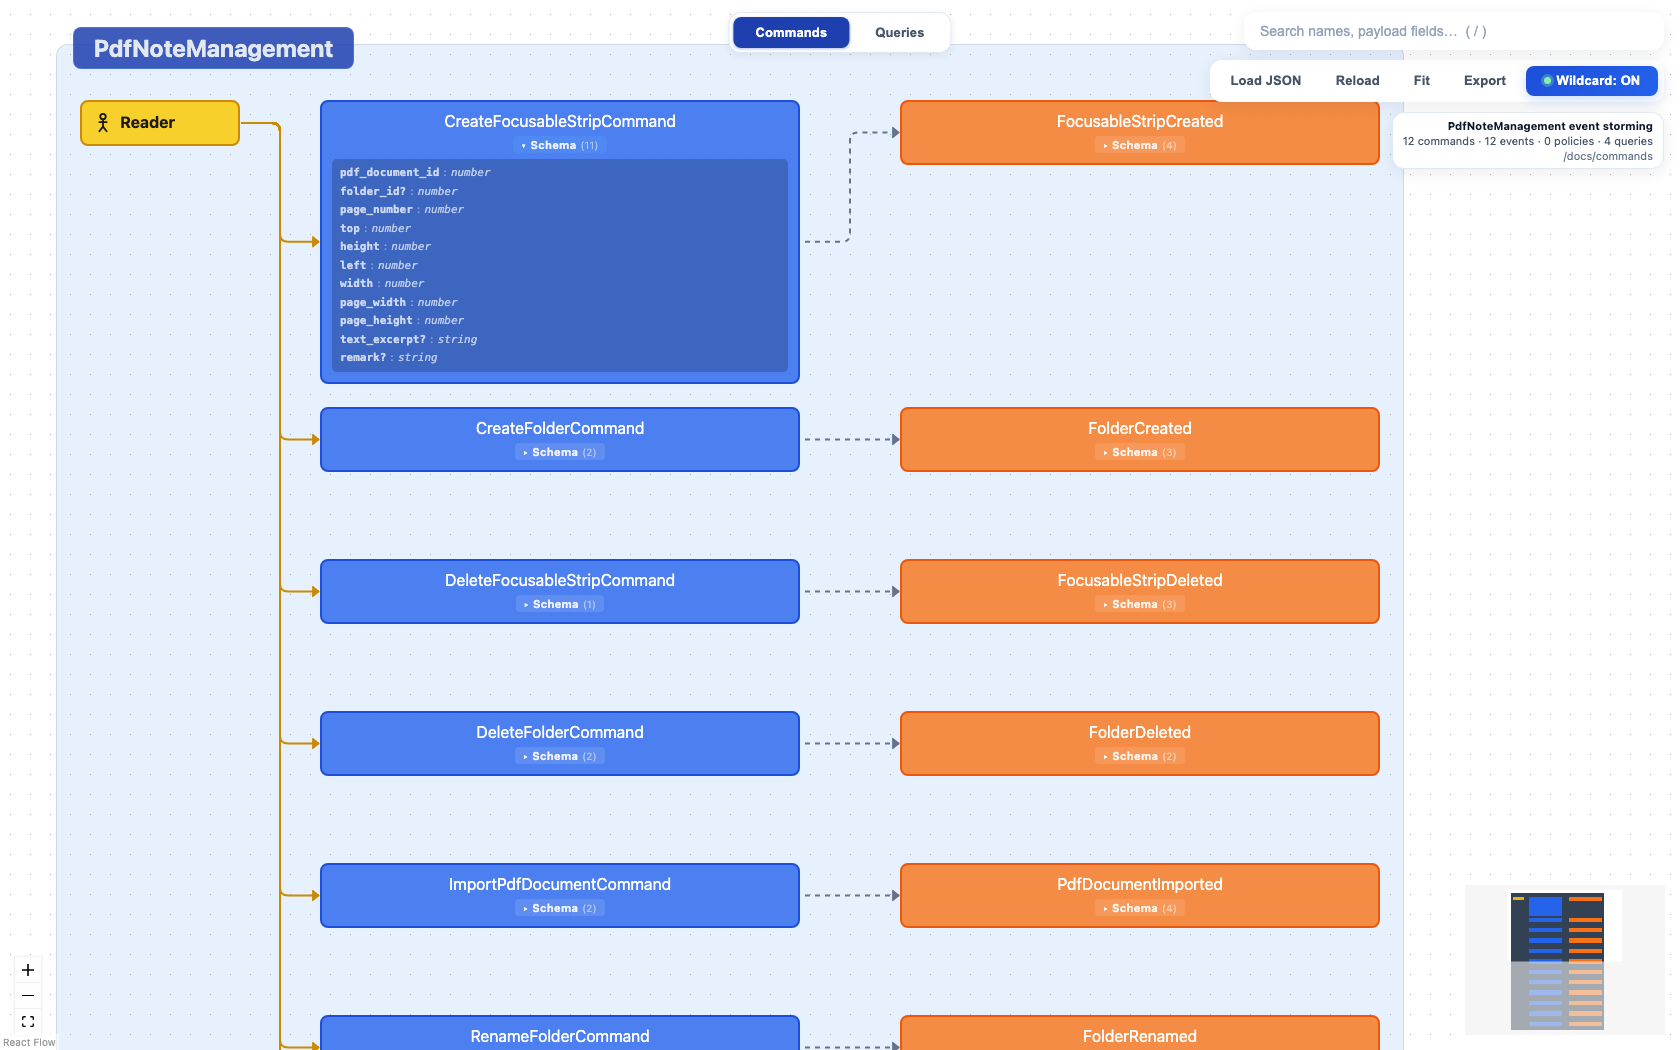 PdfNoteManagement
Commands
Queries
Search names, payload fields… ( / )
Load JSON
Reload
Fit
Export
Wildcard: ON
PdfNoteManagement event storming
12 commands · 12 events · 0 policies · 4 queries
/docs/commands
Reader
CreateFocusableStripCommand
▾ Schema (11)
pdf_document_id : number
folder_id? : number
page_number : number
top : number
height : number
left : number
width : number
page_width : number
page_height : number
text_excerpt? : string
remark? : string
FocusableStripCreated
▸ Schema (4)
CreateFolderCommand
▸ Schema (2)
FolderCreated
▸ Schema (3)
DeleteFocusableStripCommand
▸ Schema (1)
FocusableStripDeleted
▸ Schema (3)
DeleteFolderCommand
▸ Schema (2)
FolderDeleted
▸ Schema (2)
ImportPdfDocumentCommand
▸ Schema (2)
PdfDocumentImported
▸ Schema (4)
RenameFolderCommand
FolderRenamed
React Flow